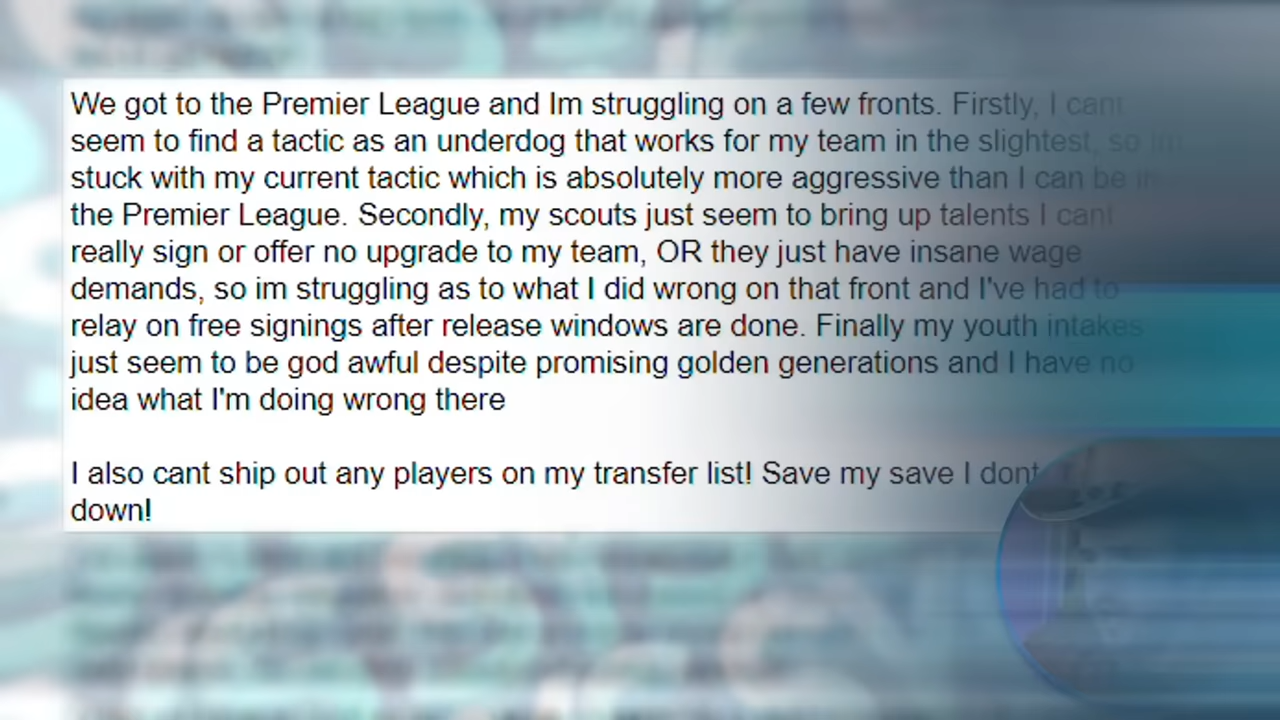 We got to the Premier League and Im struggling on a few fronts. Firstly, I cant
seem to find a tactic as an underdog that works for my team in the slightest, so im
stuck with my current tactic which is absolutely more aggressive than I can be in
the Premier League. Secondly, my scouts just seem to bring up talents I cant
really sign or offer no upgrade to my team, OR they just have insane wage
demands, so im struggling as to what I did wrong on that front and I've had to
relay on free signings after release windows are done. Finally my youth intakes
just seem to be god awful despite promising golden generations and I have no
idea what I'm doing wrong there
I also cant ship out any players on my transfer list! Save my save I dont
down!